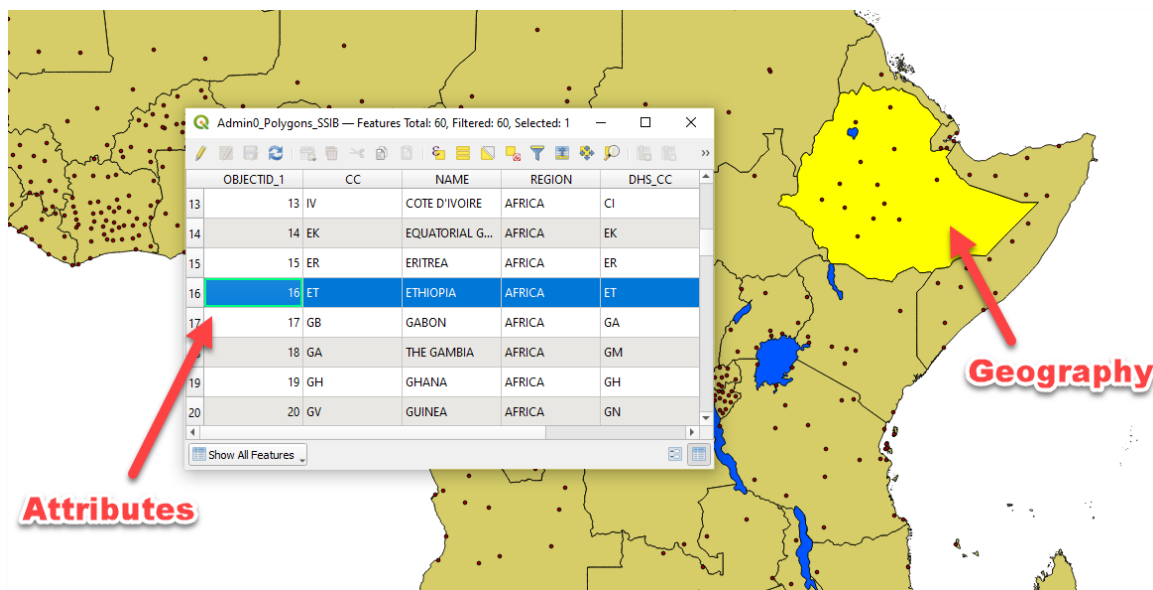 Admin0_Polygons_SSIB — Features Total: 60, Filtered: 60, Selected: 1
OBJECTID_1 CC NAME REGION DHS_CC
13 13 IV COTE D'IVOIRE AFRICA CI
14 14 EK EQUATORIAL G... AFRICA EK
15 15 ER ERITREA AFRICA ER
16 16 ET ETHIOPIA AFRICA ET
17 17 GB GABON AFRICA GA
18 THE GAMBIA AFRICA GM
19 19 GH GHANA AFRICA GH
20 20 GV GUINEA AFRICA GN
Show All Features
Geography
Attributes